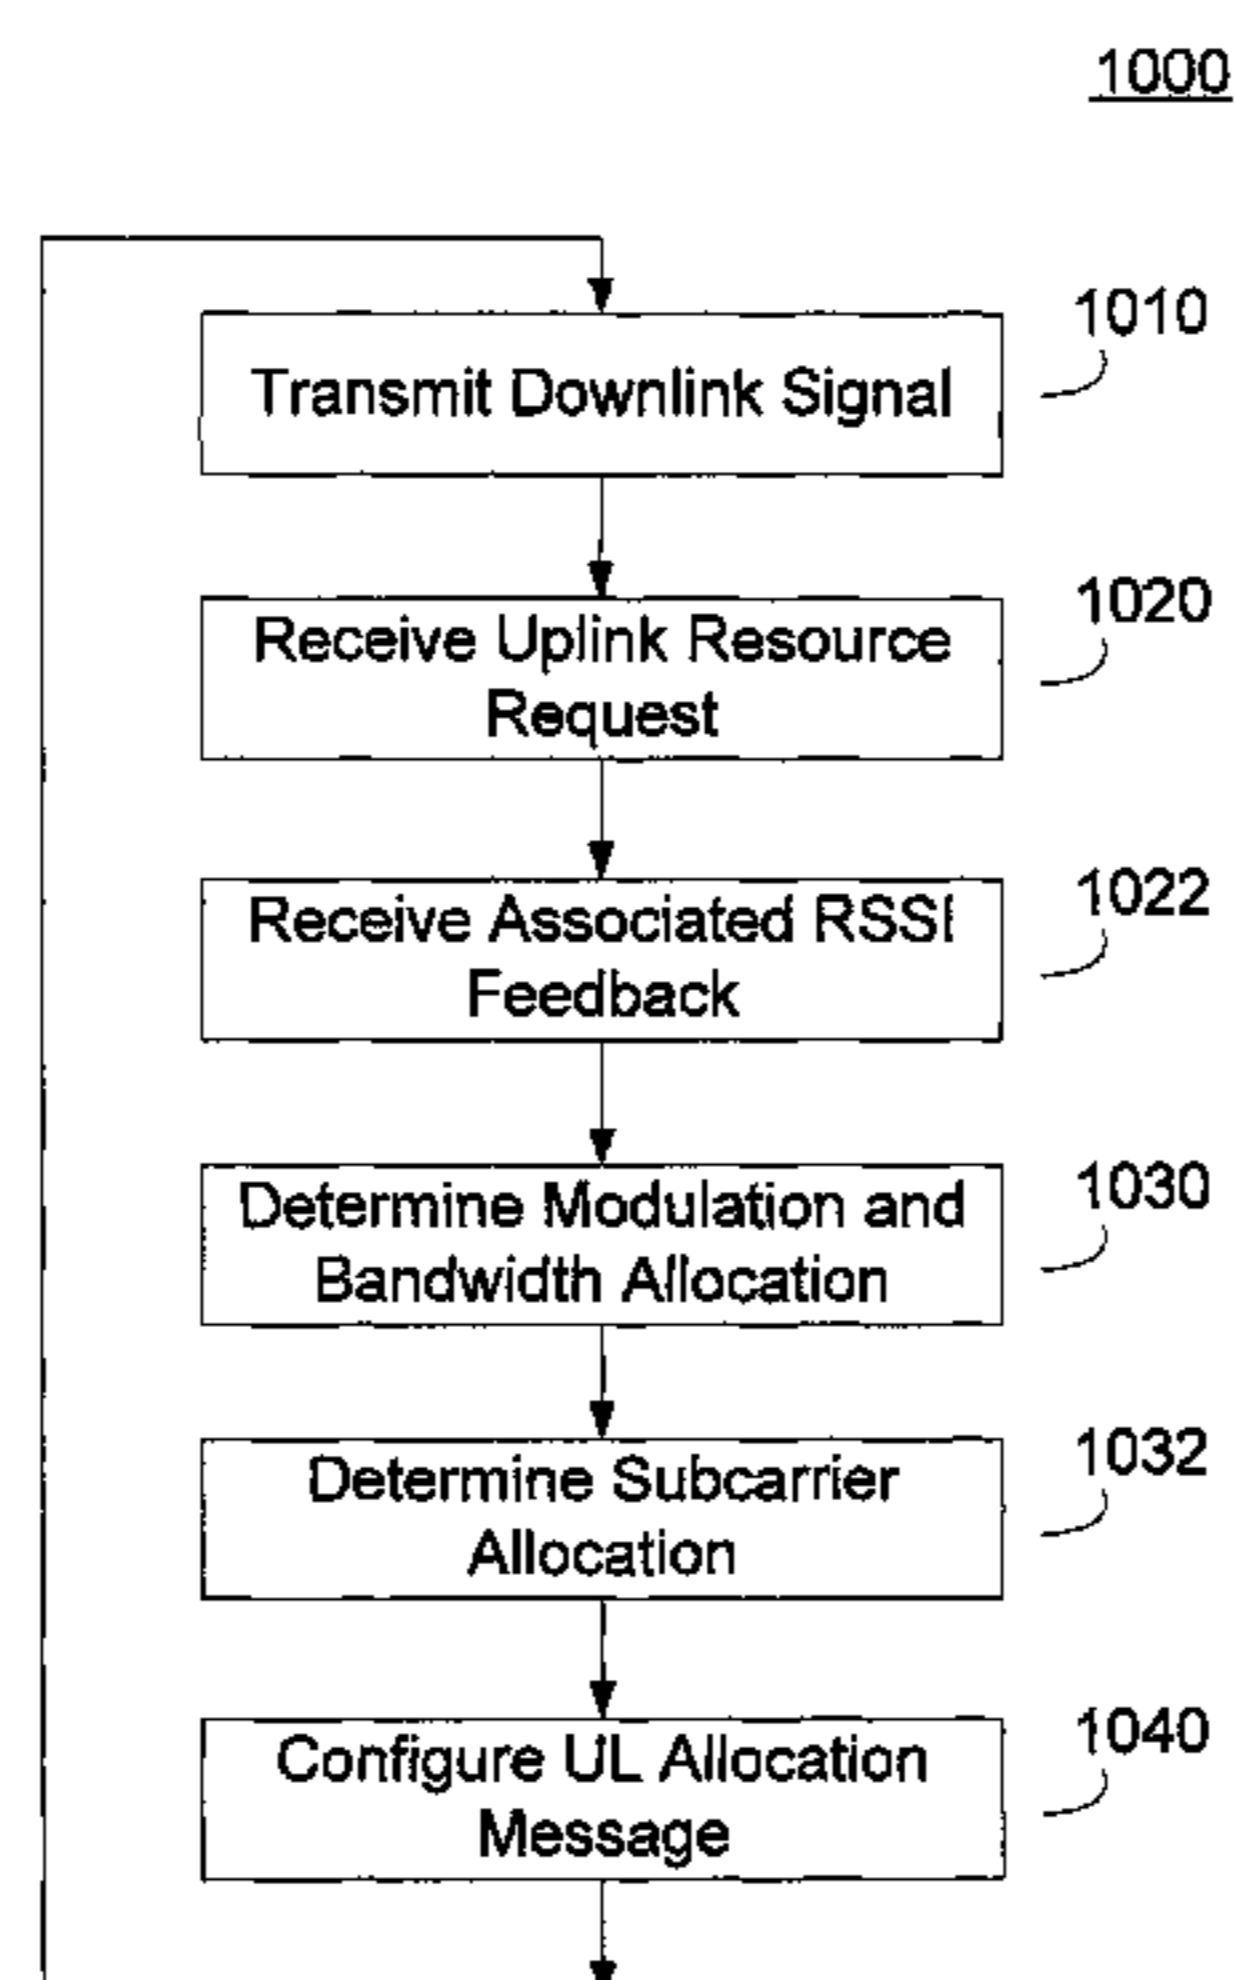 1000
Transmit Downlink Signal
1010
Receive Uplink Resource
Request
1020
Receive Associated RSSI
Feedback
1022
Determine Modulation and
Bandwidth Allocation
1030
Determine Subcarrier
Allocation
1032
Configure UL Allocation
Message
1040